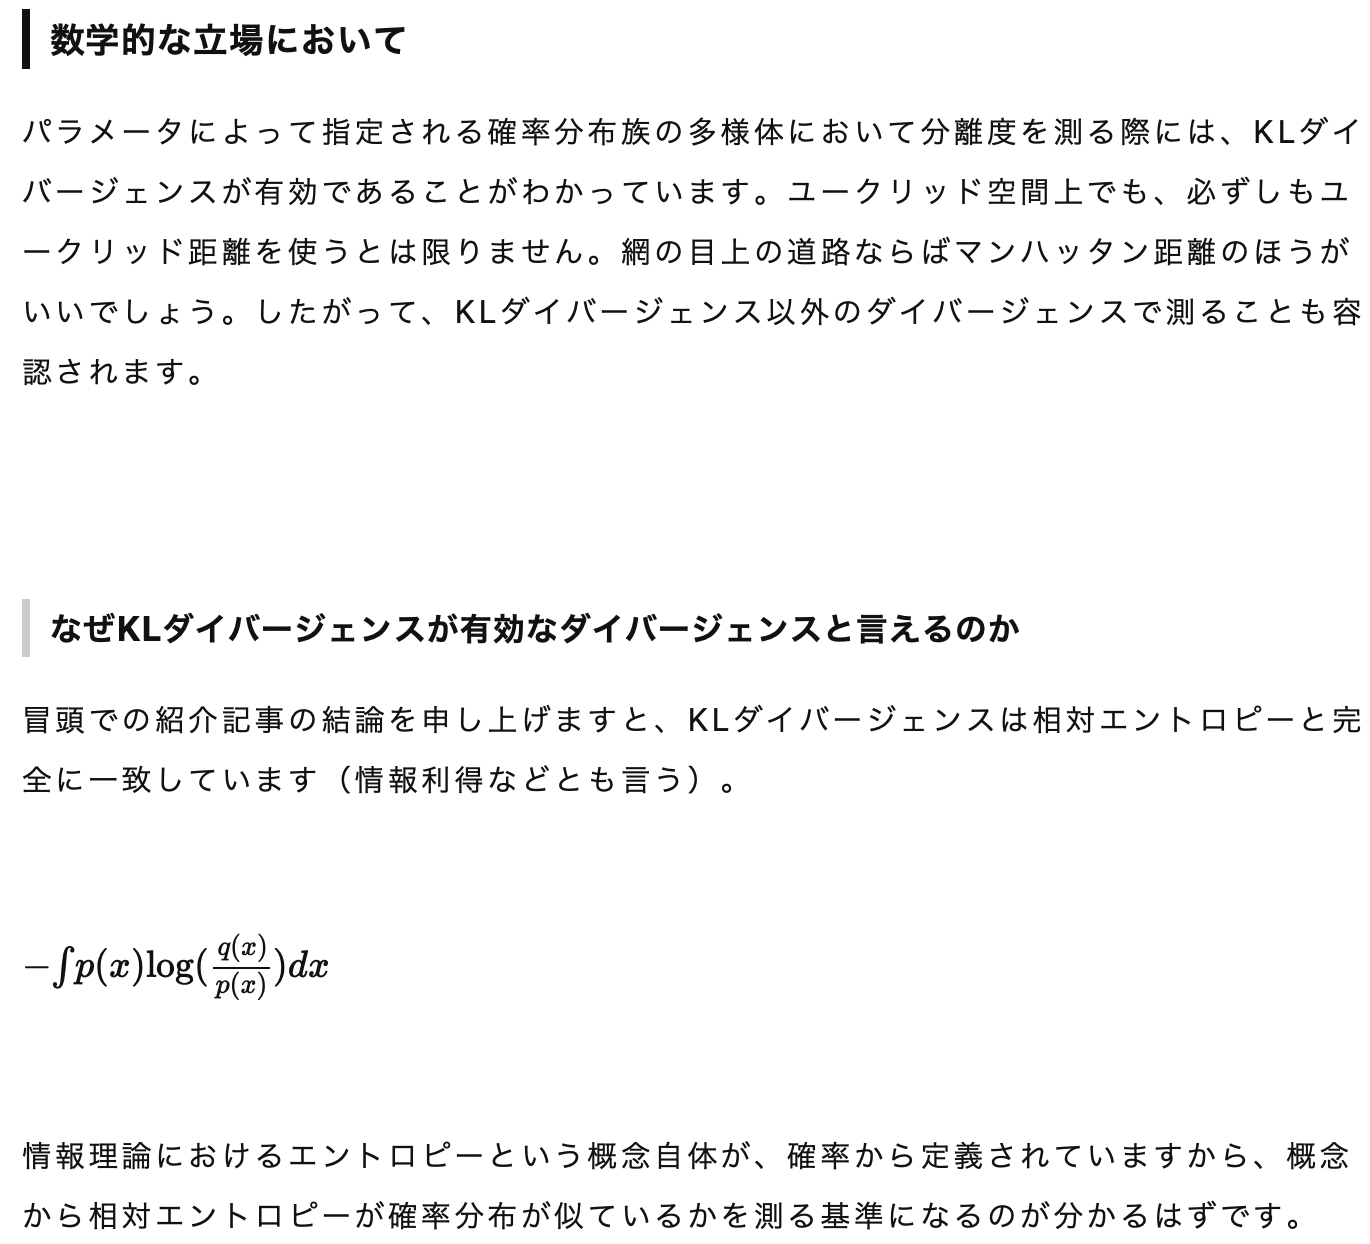 数学的な立場において
パラメータによって指定される確率分布族の多様体において分離度を測る際には、KLダイ
バージェンスが有効であることがわかっています。ユークリッド空間上でも、必ずしもユ
ークリッド距離を使うとは限りません。網の目上の道路ならばマンハッタン距離のほうが
いいでしょう。したがって、KLダイバージェンス以外のダイバージェンスで測ることも容
認されます。
なぜKLダイバージェンスが有効なダイバージェンスと言えるのか
冒頭での紹介記事の結論を申し上げますと、KLダイバージェンスは相対エントロピーと完
全に一致しています（情報利得などとも言う）。
−∫p(x)log(q(x)/p(x))dx
情報理論におけるエントロピーという概念自体が、確率から定義されていますから、概念
から相対エントロピーが確率分布が似ているかを測る基準になるのが分かるはずです。